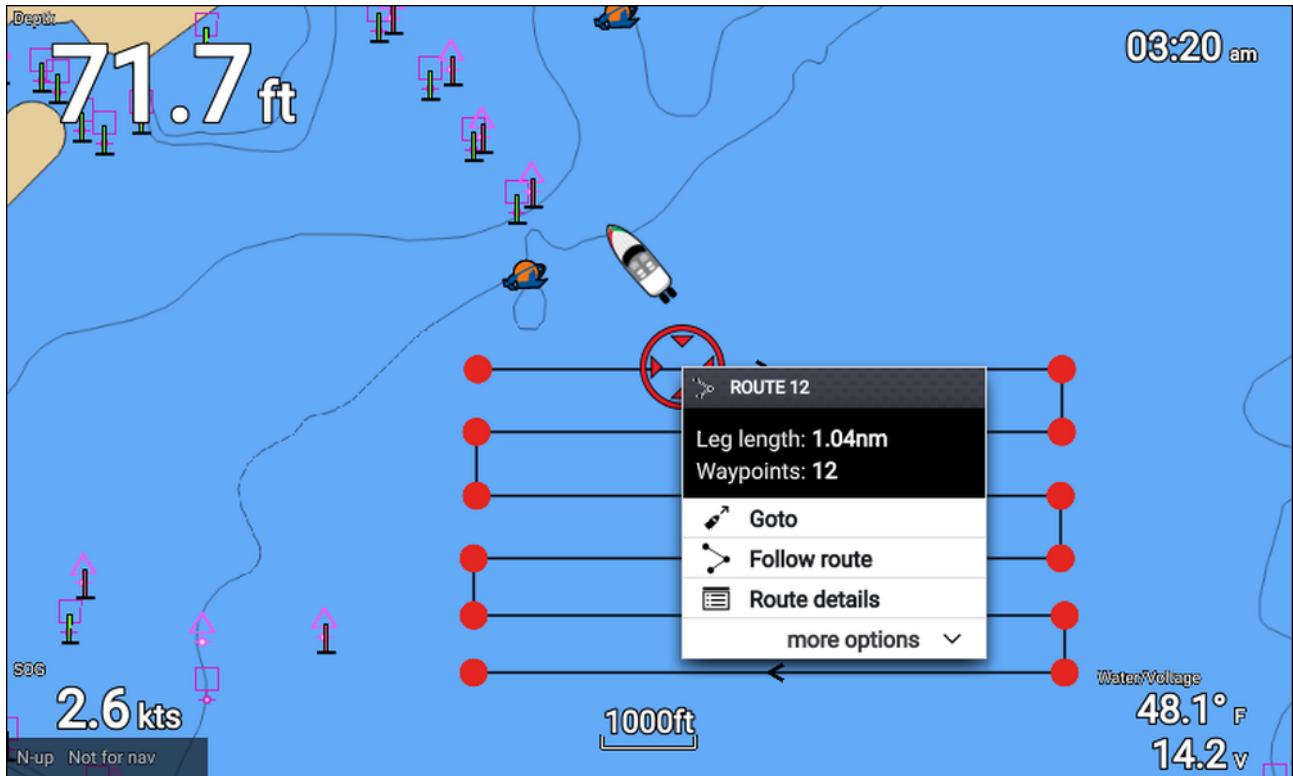 Depth
71.7 ft
03:20 am
ROUTE 12
Leg length: 1.04nm
Waypoints: 12
Goto
Follow route
Route details
more options
SOG
2.6 kts
1000ft
Water/Voltage
48.1° F
14.2 v
N-up Not for nav